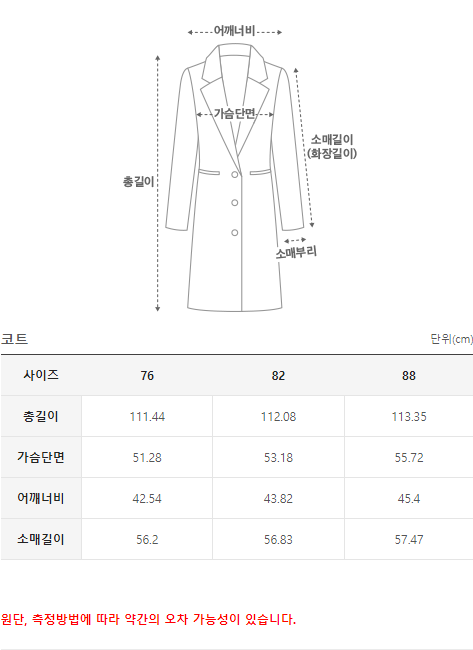 어깨너비
가슴단면
소매길이
(화장길이)
총길이
소매부리
코트 단위(cm)
사이즈 76 82 88
총길이 111.44 112.08 113.35
가슴단면 51.28 53.18 55.72
어깨너비 42.54 43.82 45.4
소매길이 56.2 56.83 57.47
원단, 측정방법에 따라 약간의 오차 가능성이 있습니다.